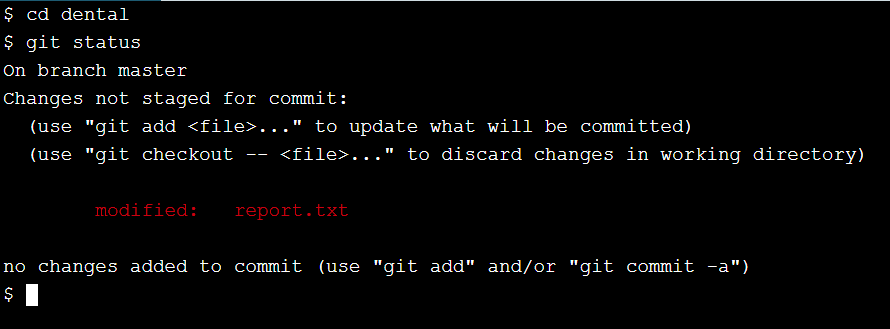 $ cd dental
$ git status
On branch master
Changes not staged for commit:
  (use "git add <file>..." to update what will be committed)
  (use "git checkout -- <file>..." to discard changes in working directory)
        modified:   report.txt
no changes added to commit (use "git add" and/or "git commit -a")
$